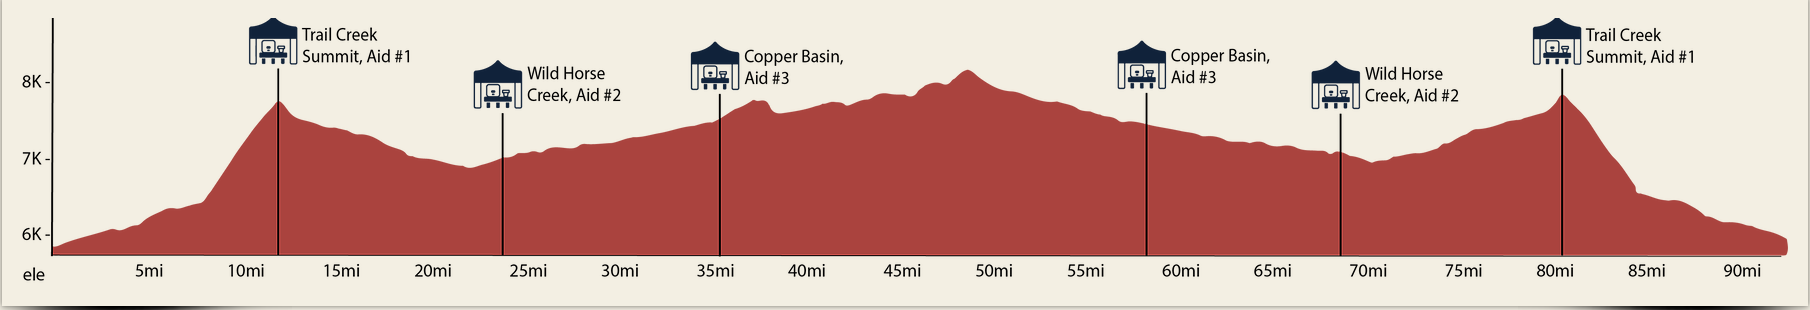 Trail Creek
Summit, Aid #1
Wild Horse
Creek, Aid #2
Copper Basin,
Aid #3
Copper Basin,
Aid #3
Wild Horse
Creek, Aid #2
Trail Creek
Summit, Aid #1
8K
7K
6K
ele
5mi 10mi 15mi 20mi 25mi 30mi 35mi 40mi 45mi 50mi 55mi 60mi 65mi 70mi 75mi 80mi 85mi 90mi